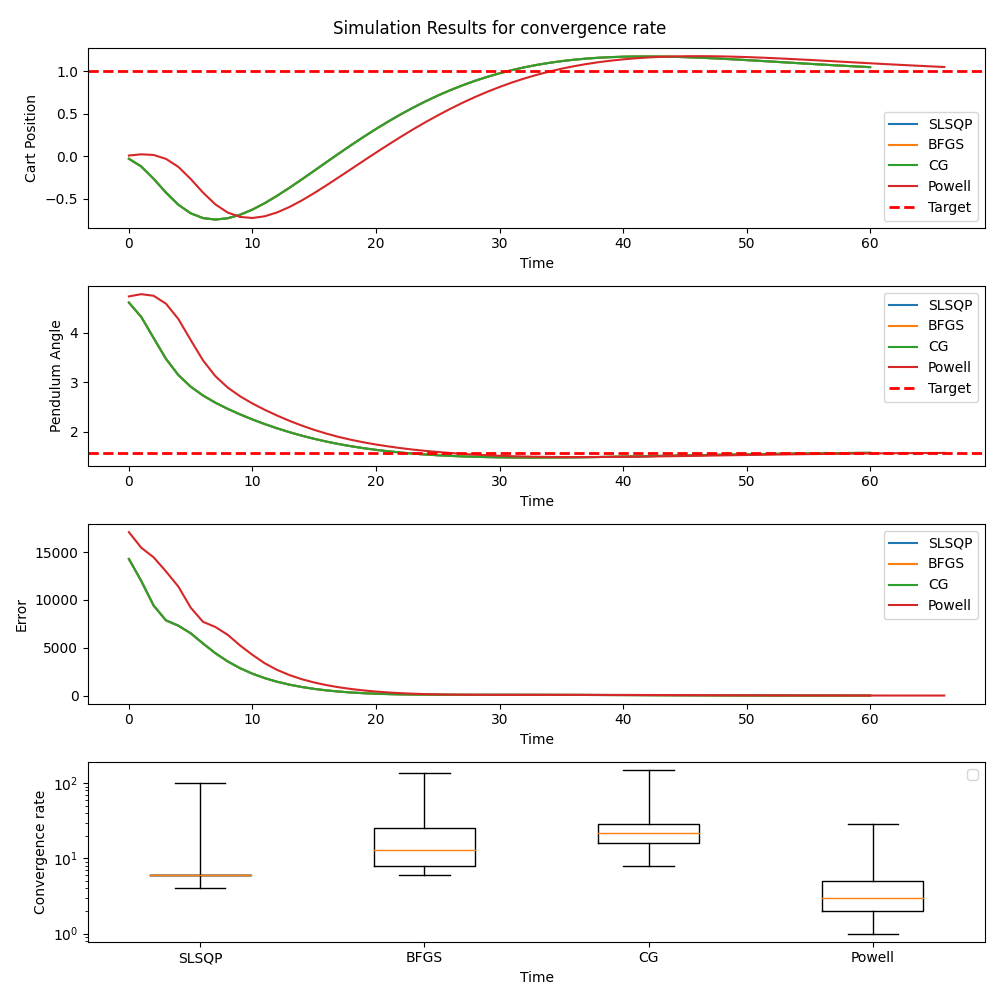 Simulation Results for convergence rate
Cart Position
1.0
0.5
0.0
−0.5
SLSQP
BFGS
CG
Powell
Target
0 10 20 30 40 50 60
Time
Pendulum Angle
4
3
2
SLSQP
BFGS
CG
Powell
Target
0 10 20 30 40 50 60
Time
Error
15000
10000
5000
0
SLSQP
BFGS
CG
Powell
0 10 20 30 40 50 60
Time
Convergence rate
10²
10¹
10⁰
SLSQP BFGS CG Powell
Time